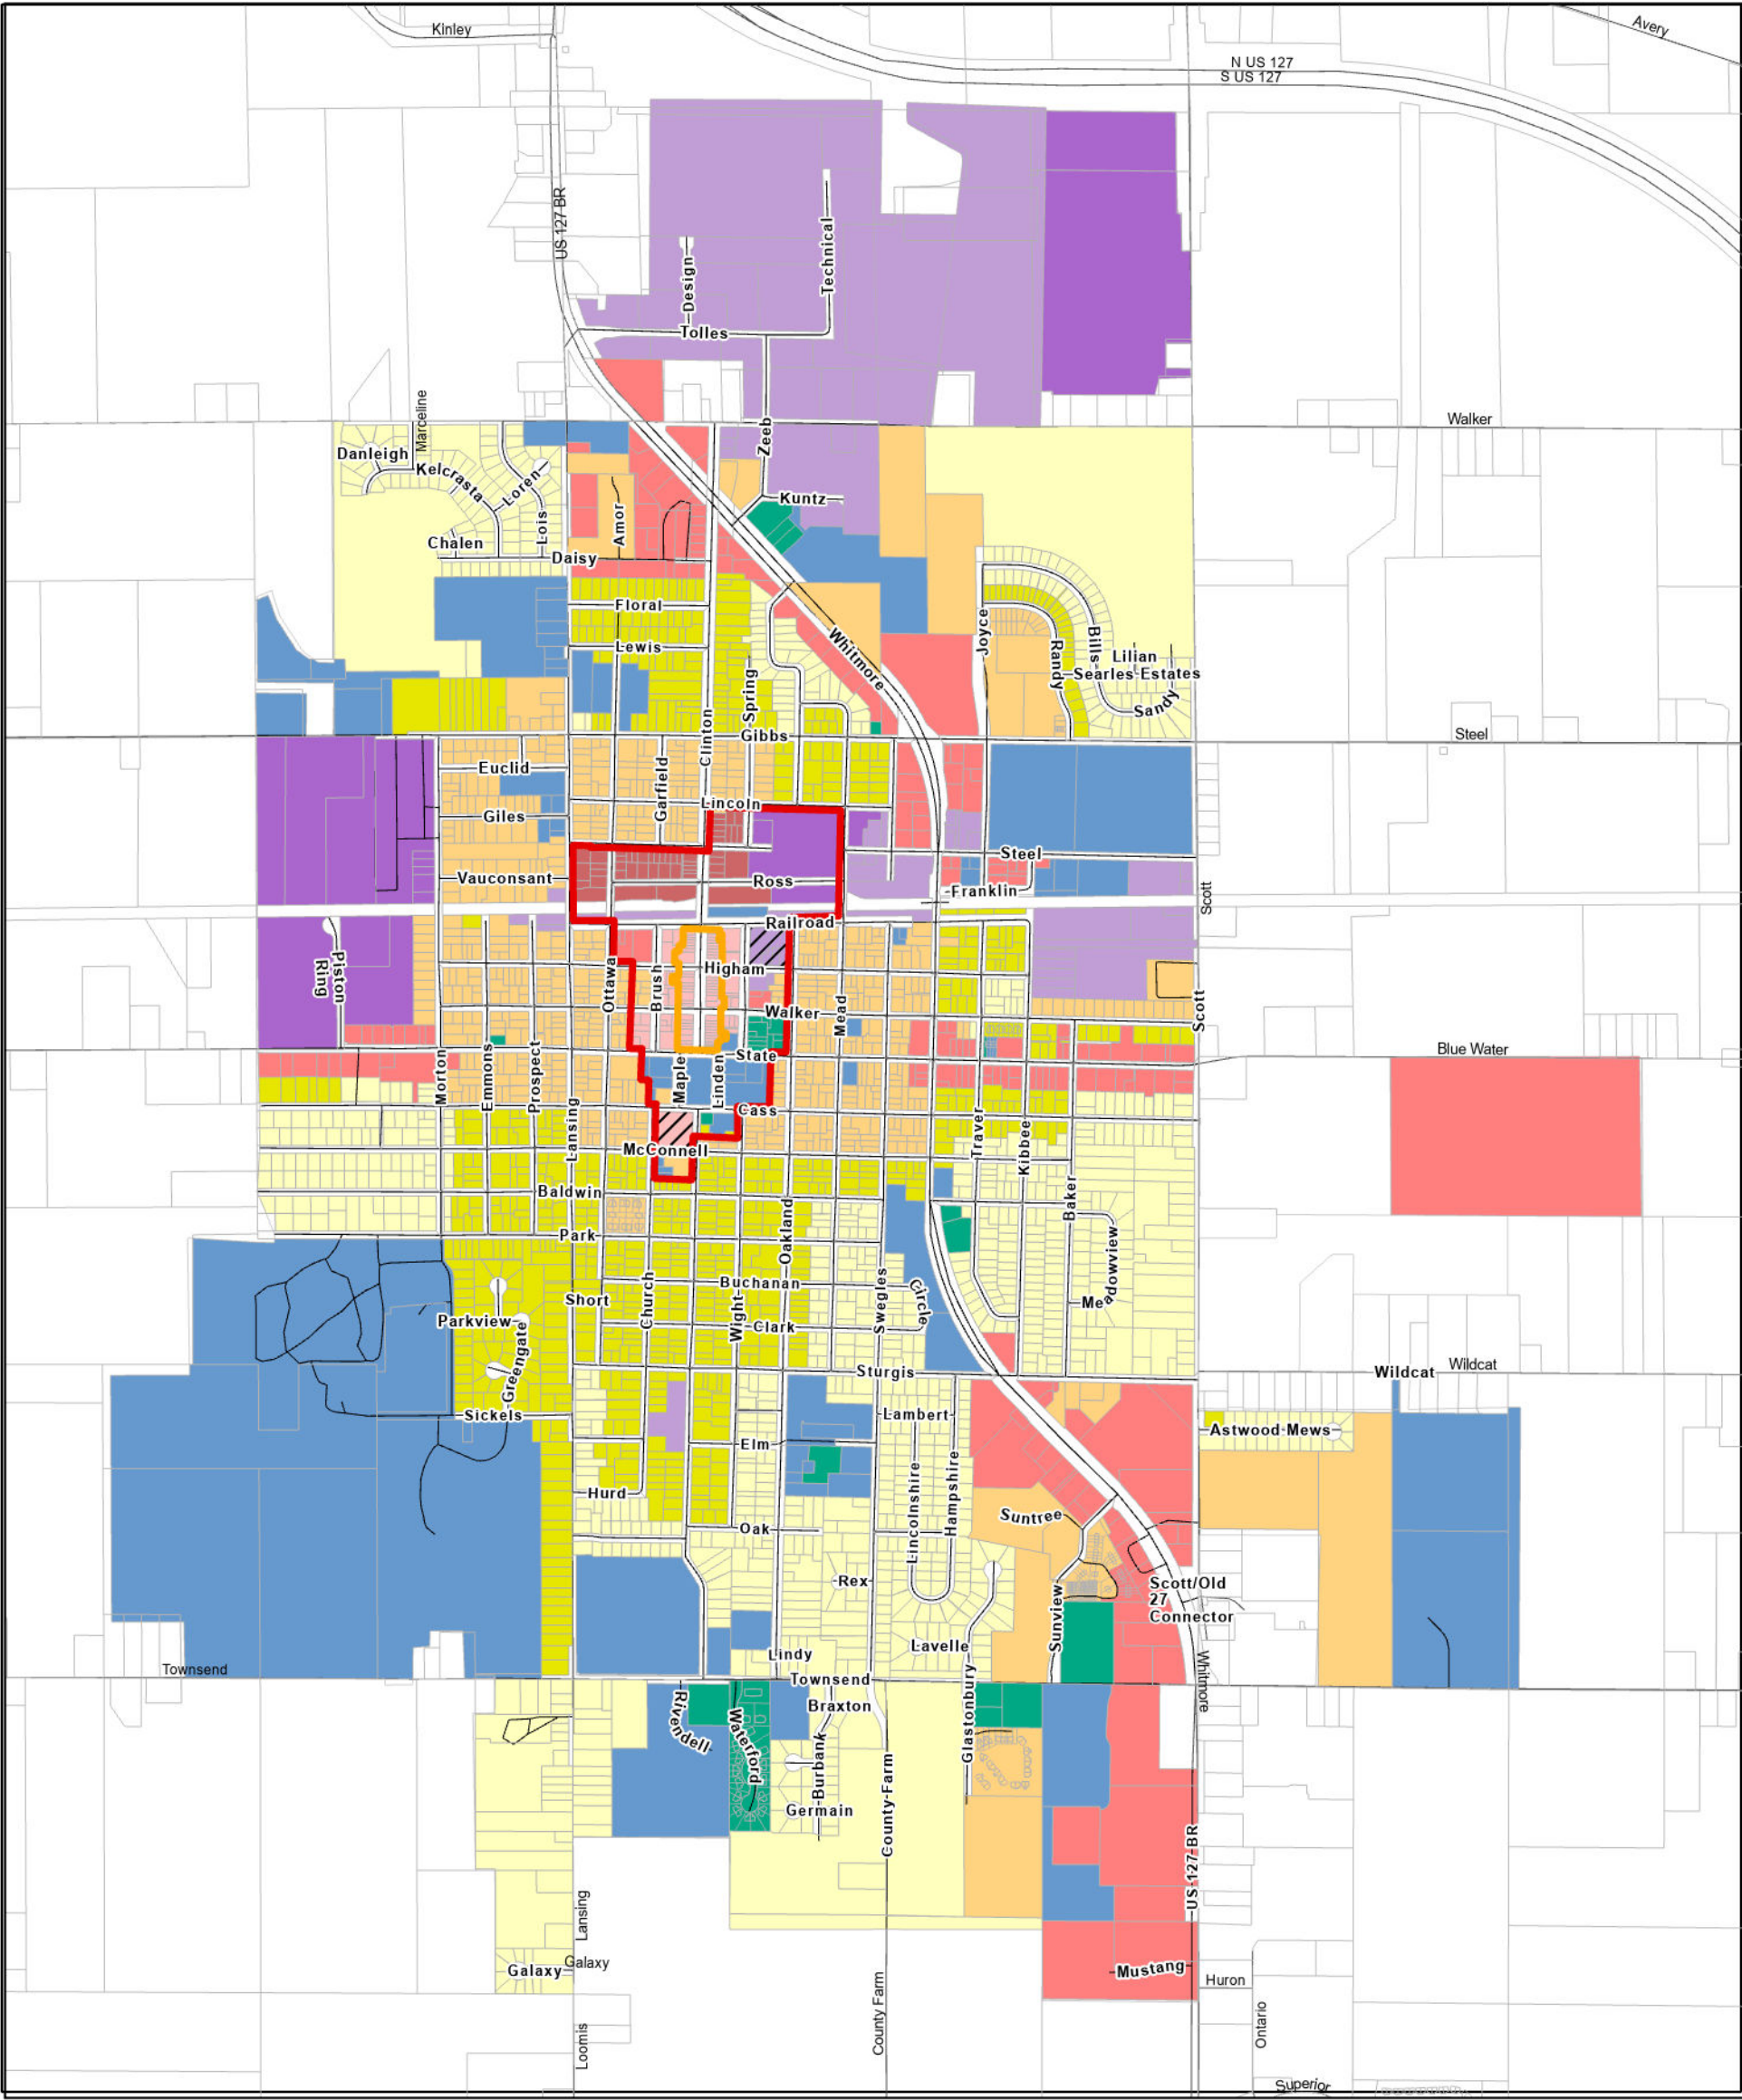 Kinley
Avery
N US 127
S US 127
US 127 BR
Technical
Design
Tolles
Marceline
Walker
Zeeb
Danleigh
Kelcrasta
Loren
Kuntz
Amor
Lois
Chalen
Daisy
Floral
Joyce
Bills
Whitmore
Lewis
Randy
Lilian
Searles Estates
Spring
Sandy
Clinton
Gibbs
Steel
Garfield
Euclid
Lincoln
Giles
Steel
Vauconsant
Ross
Franklin
Scott
Railroad
Piston
Ring
Ottawa
Brush
Higham
Mead
Walker
Scott
State
Blue Water
Morton
Emmons
Prospect
Maple
Linden
Lansing
Cass
Traver
Kibbee
McConnell
Baker
Baldwin
Oakland
Park
Meadowview
Buchanan
Church
Short
Wight
Swegles
Circle
Parkview
Clark
Greengate
Sturgis
Wildcat
Wildcat
Sickels
Lambert
Astwood Mews
Elm
Lincolnshire
Hampshire
Hurd
Suntree
Oak
Rex
Scott/Old
27
Connector
Sunview
Lavelle
Lindy
Townsend
Townsend
Glastonbury
Whitmore
Rivendell
Waterford
Braxton
Burbank
Germain
County Farm
US 127 BR
Lansing
Galaxy
Galaxy
Mustang
Huron
County Farm
Ontario
Loomis
Superior